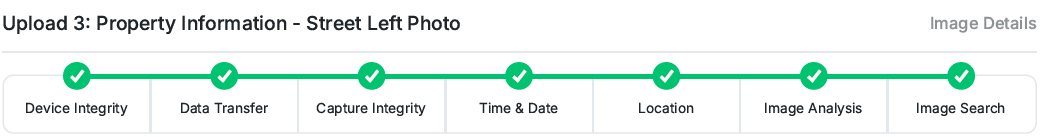 Upload 3: Property Information - Street Left Photo
Image Details
Device Integrity
Data Transfer
Capture Integrity
Time & Date
Location
Image Analysis
Image Search